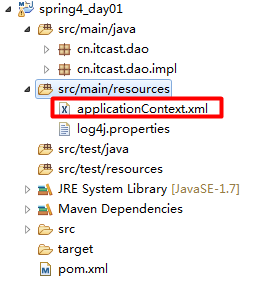 spring4_day01
src/main/java
cn.itcast.dao
cn.itcast.dao.impl
src/main/resources
applicationContext.xml
log4j.properties
src/test/java
src/test/resources
JRE System Library [JavaSE-1.7]
Maven Dependencies
src
target
pom.xml